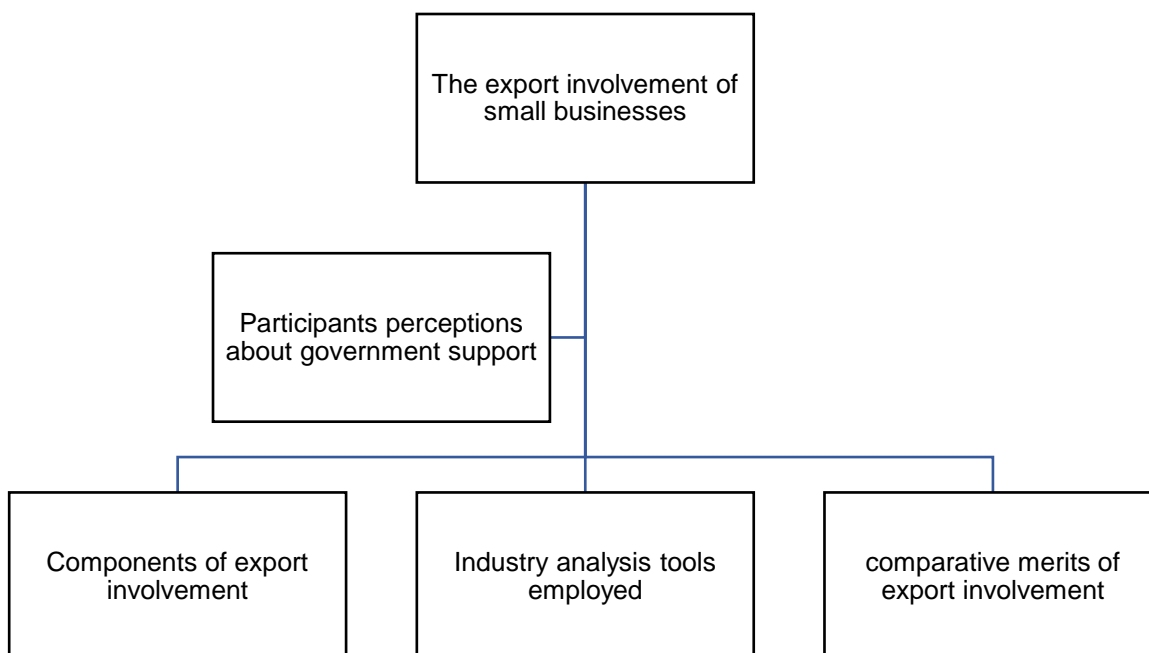 The export involvement of
small businesses
Participants perceptions
about government support
Components of export
involvement
Industry analysis tools
employed
comparative merits of
export involvement